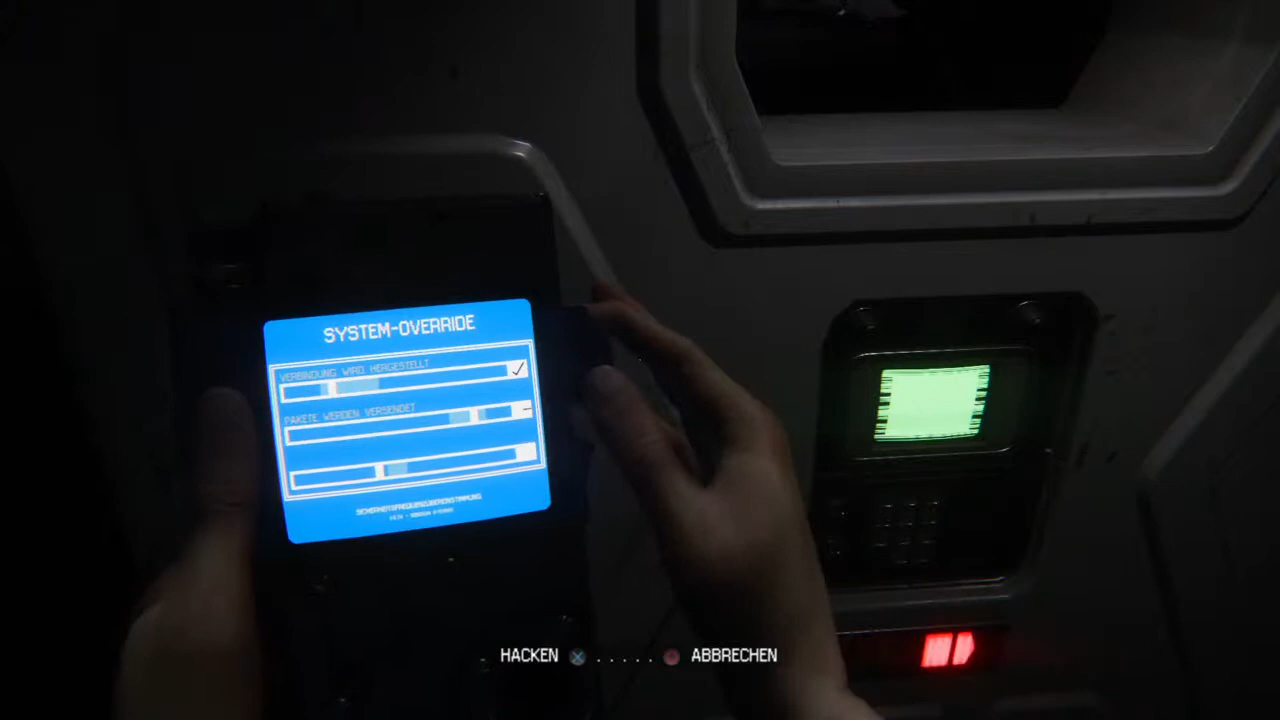 SYSTEM-OVERRIDE
VERBINDUNG WIRD HERGESTELLT
PAKETE WERDEN VERSENDET
HACKEN ..... ABBRECHEN